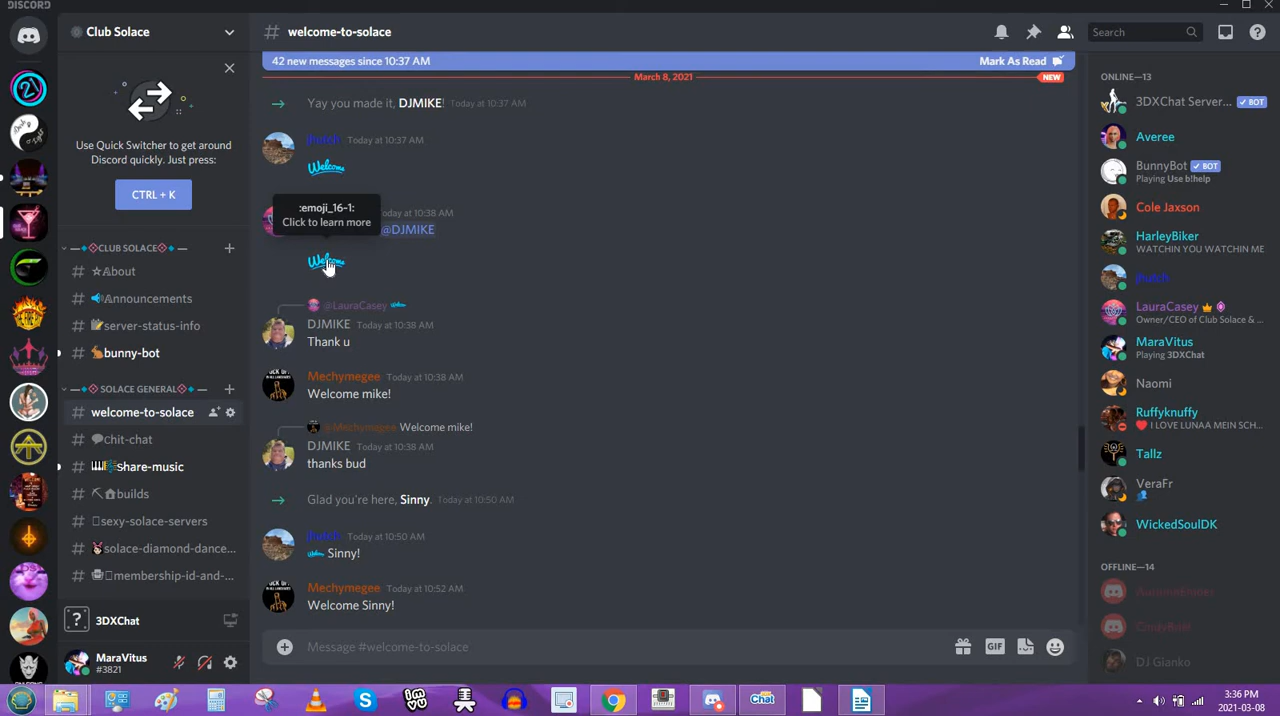 DISCORD
Club Solace
Use Quick Switcher to get around
Discord quickly. Just press:
CTRL + K
CLUB SOLACE
About
Announcements
server-status-info
bunny-bot
SOLACE GENERAL
welcome-to-solace
Chit-chat
share-music
builds
sexy-solace-servers
solace-diamond-dance...
membership-id-and-...
3DXChat
MaraVitus
#3821
# welcome-to-solace
Search
42 new messages since 10:37 AM
Mark As Read
March 8, 2021
NEW
Yay you made it, DJMIKE! Today at 10:37 AM
Today at 10:37 AM
Welcome
:emoji_16~1:
Click to learn more
Today at 10:38 AM
@DJMIKE
Welcome
@LauraCasey
DJMIKE Today at 10:38 AM
Thank u
Mechymegee Today at 10:38 AM
Welcome mike!
@Mechymegee Welcome mike!
DJMIKE Today at 10:38 AM
thanks bud
Glad you're here, Sinny. Today at 10:50 AM
Today at 10:50 AM
Sinny!
Mechymegee Today at 10:52 AM
Welcome Sinny!
Message #welcome-to-solace
GIF
ONLINE—13
3DXChat Server... BOT
Averee
BunnyBot BOT
Playing Use b!help
Cole Jaxson
HarleyBiker
WATCHIN YOU WATCH ME
LauraCasey
Owner/CEO of Club Solace & ...
MaraVitus
Playing 3DXChat
Naomi
Ruffyknuffy
I LOVE LUNAA MEIN SCH...
Tallz
VeraFr
WickedSoulDK
OFFLINE—14
DJ Gianko
Chat
3:36 PM
2021-03-08